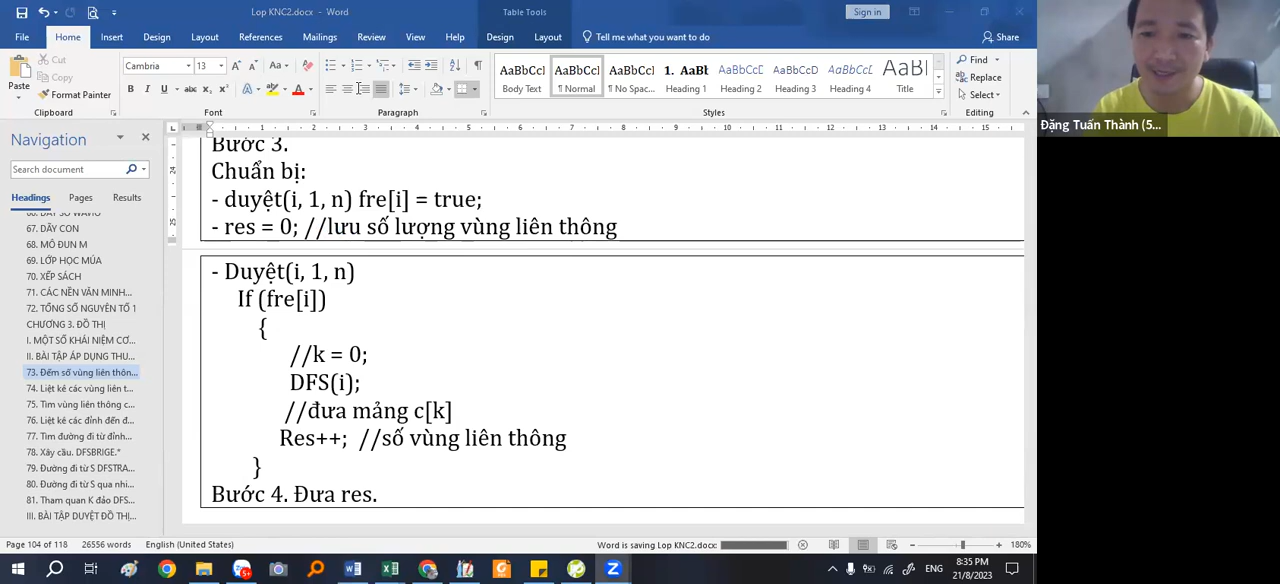 Lop KNC2.docx - Word
Table Tools
Sign in
File Home Insert Design Layout References Mailings Review View Help Design Layout Tell me what you want to do Share
Paste
Cut
Copy
Format Painter
Clipboard
Cambria 13
Font
Paragraph
AaBbCcl Body Text
AaBbCcl ¶ Normal
AaBbCcl ¶ No Spac...
1. AaBb Heading 1
AaBbCcD Heading 2
AaBbCcD Heading 3
AaBbCcD Heading 4
AaBl Title
Styles
Find
Replace
Select
Editing
Navigation
Search document
Headings Pages Results
67. DÃY CON
68. MÔ ĐUN M
69. LỚP HỌC MÚA
70. XẾP SÁCH
71. CÁC NỀN VĂN MINH...
72. TỔNG SỐ NGUYÊN TỐ 1
CHƯƠNG 3. ĐỒ THỊ
I. MỘT SỐ KHÁI NIỆM CƠ...
II. BÀI TẬP ÁP DỤNG THU...
73. Đếm số vùng liên thôn...
74. Liệt kê các vùng liên t...
75. Tìm vùng liên thông c...
76. Liệt kê các đỉnh đến đ...
77. Tìm đường đi từ đỉnh...
78. Xây cầu. DFSBRIGE.*
79. Đường đi từ S DFSTRA...
80. Đường đi từ S qua nhi...
81. Tham quan K đảo DFS...
III. BÀI TẬP DUYỆT ĐỒ THỊ...
Bước 3.
Chuẩn bị:
- duyệt(i, 1, n) fre[i] = true;
- res = 0; //lưu số lượng vùng liên thông
- Duyệt(i, 1, n)
If (fre[i])
{
//k = 0;
DFS(i);
//đưa mảng c[k]
Res++; //số vùng liên thông
}
Bước 4. Đưa res.
Đặng Tuấn Thành (5...
Page 104 of 118 26556 words English (United States) Word is saving Lop KNC2.docx 180%
ENG
8:35 PM
21/8/2023